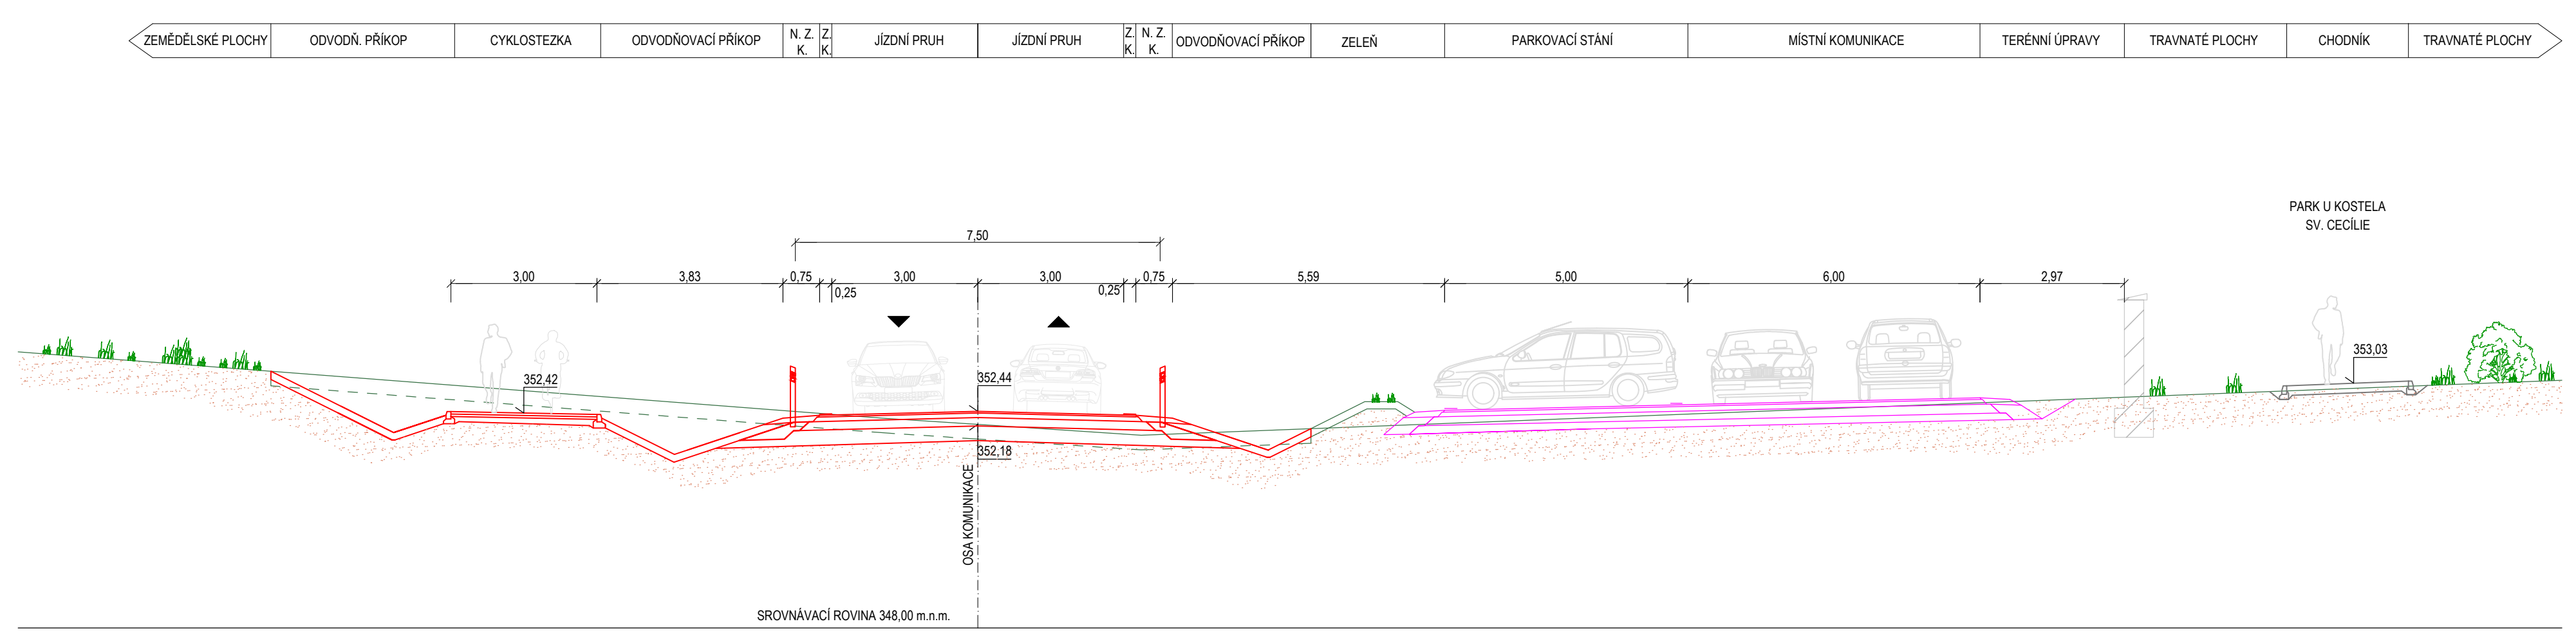 ZEMĚDĚLSKÉ PLOCHY
ODVODŇ. PŘÍKOP
CYKLOSTEZKA
ODVODŇOVACÍ PŘÍKOP
N. Z.
K.
Z.
K.
JÍZDNÍ PRUH
JÍZDNÍ PRUH
Z.
K.
N. Z.
K.
ODVODŇOVACÍ PŘÍKOP
ZELEŇ
PARKOVACÍ STÁNÍ
MÍSTNÍ KOMUNIKACE
TERÉNNÍ ÚPRAVY
TRAVNATÉ PLOCHY
CHODNÍK
TRAVNATÉ PLOCHY
PARK U KOSTELA
SV. CECÍLIE
7,50
3,00
3,83
0,75
0,25
3,00
3,00
0,25
0,75
5,59
5,00
6,00
2,97
352,42
352,44
353,03
352,18
OSA KOMUNIKACE
SROVNÁVACÍ ROVINA 348,00 m.n.m.